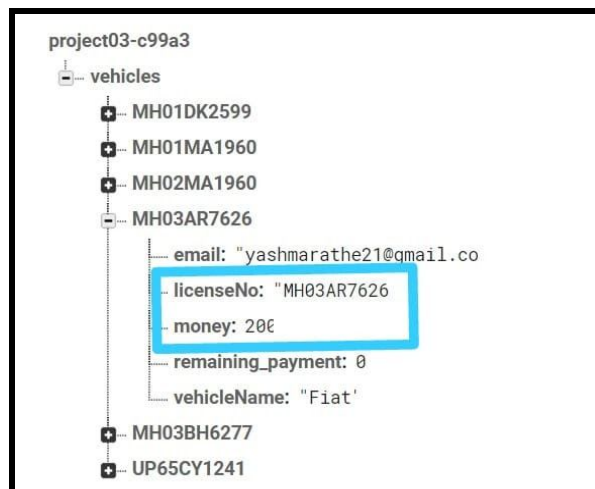 project03-c99a3
vehicles
MH01DK2599
MH01MA1960
MH02MA1960
MH03AR7626
email: "yashmarathe21@gmail.co
licenseNo: "MH03AR7626
money: 200
remaining_payment: 0
vehicleName: "Fiat'
MH03BH6277
UP65CY1241